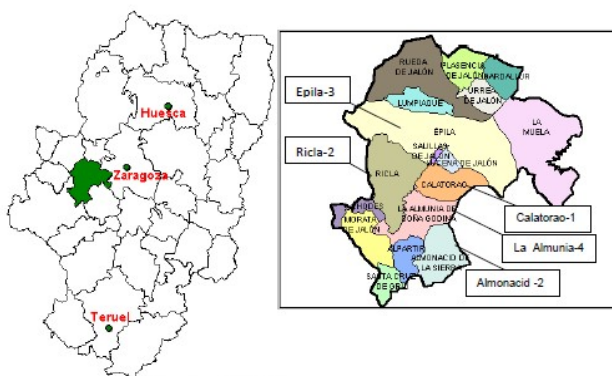 Huesca
Zaragoza
Teruel
RUEDA
DE JALÓN
PLASENCIA
DE JALÓN
BARDALLUR
URREA
DE JALÓN
LUMPIAQUE
LA
MUELA
Epila-3
ÉPILA
SALILLAS
DE JALÓN
LUCENA DE JALÓN
Ricla-2
RICLA
CALATORAO
Calatorao-1
LA ALMUNIA DE
DOÑA GODINA
La Almunia-4
CHODES
MORATA
DE JALÓN
ALPARTIR
ALMONACID DE
LA SIERRA
Almonacid -2
SANTA CRUZ
DE GRÍO